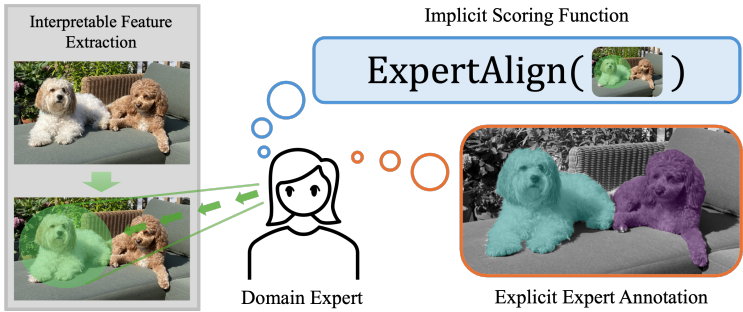 Interpretable Feature
Extraction
Implicit Scoring Function
ExpertAlign( )
Domain Expert
Explicit Expert Annotation